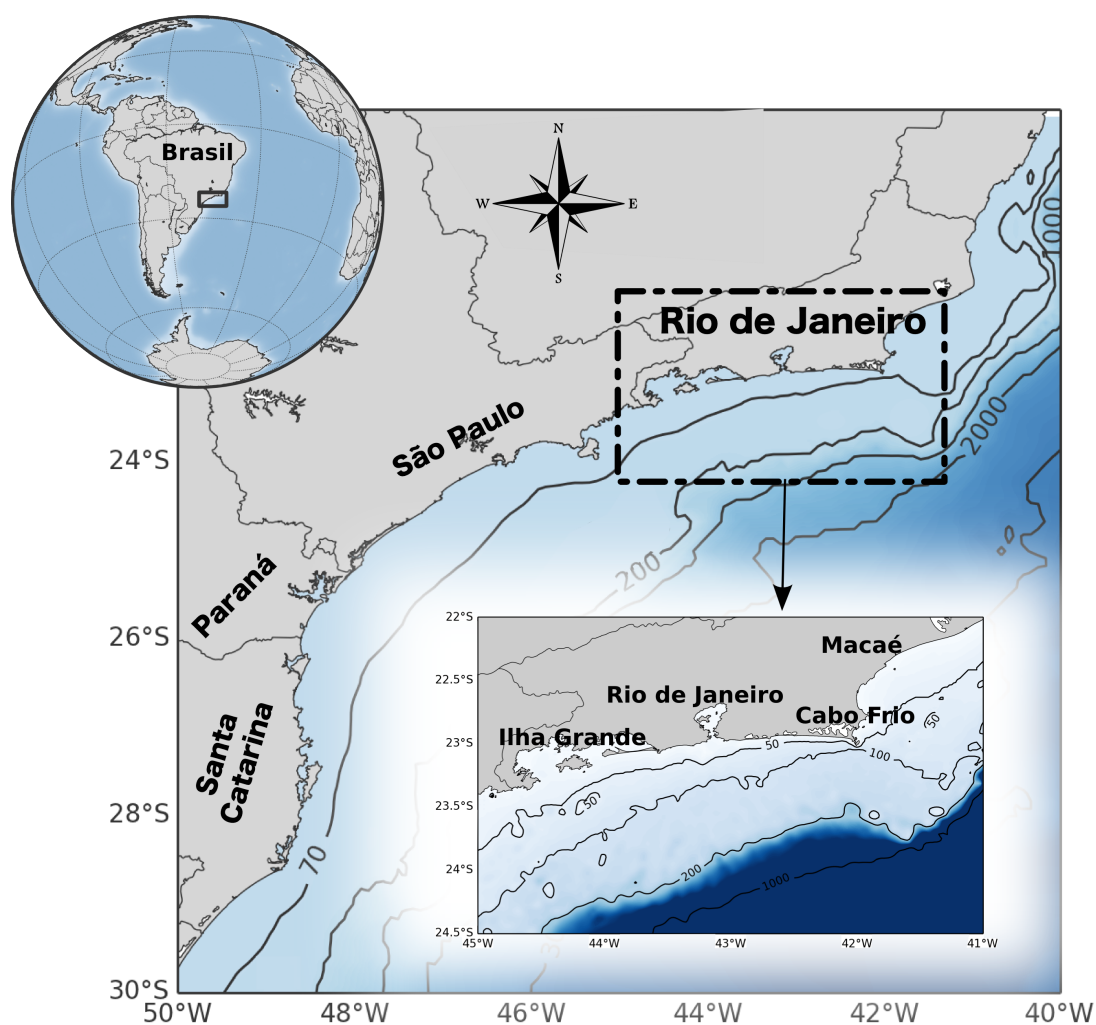 Brasil
N
W
E
S
1000
Rio de Janeiro
São Paulo
2000
24°S
200
Paraná
26°S
22°S
Macaé
22.5°S
Rio de Janeiro
Cabo Frio
50
Ilha Grande
23°S
50
100
Santa
Catarina
23.5°S
50
28°S
70
24°S
200
1000
24.5°S
45°W
44°W
43°W
42°W
41°W
30°S
50°W
48°W
46°W
44°W
42°W
40°W